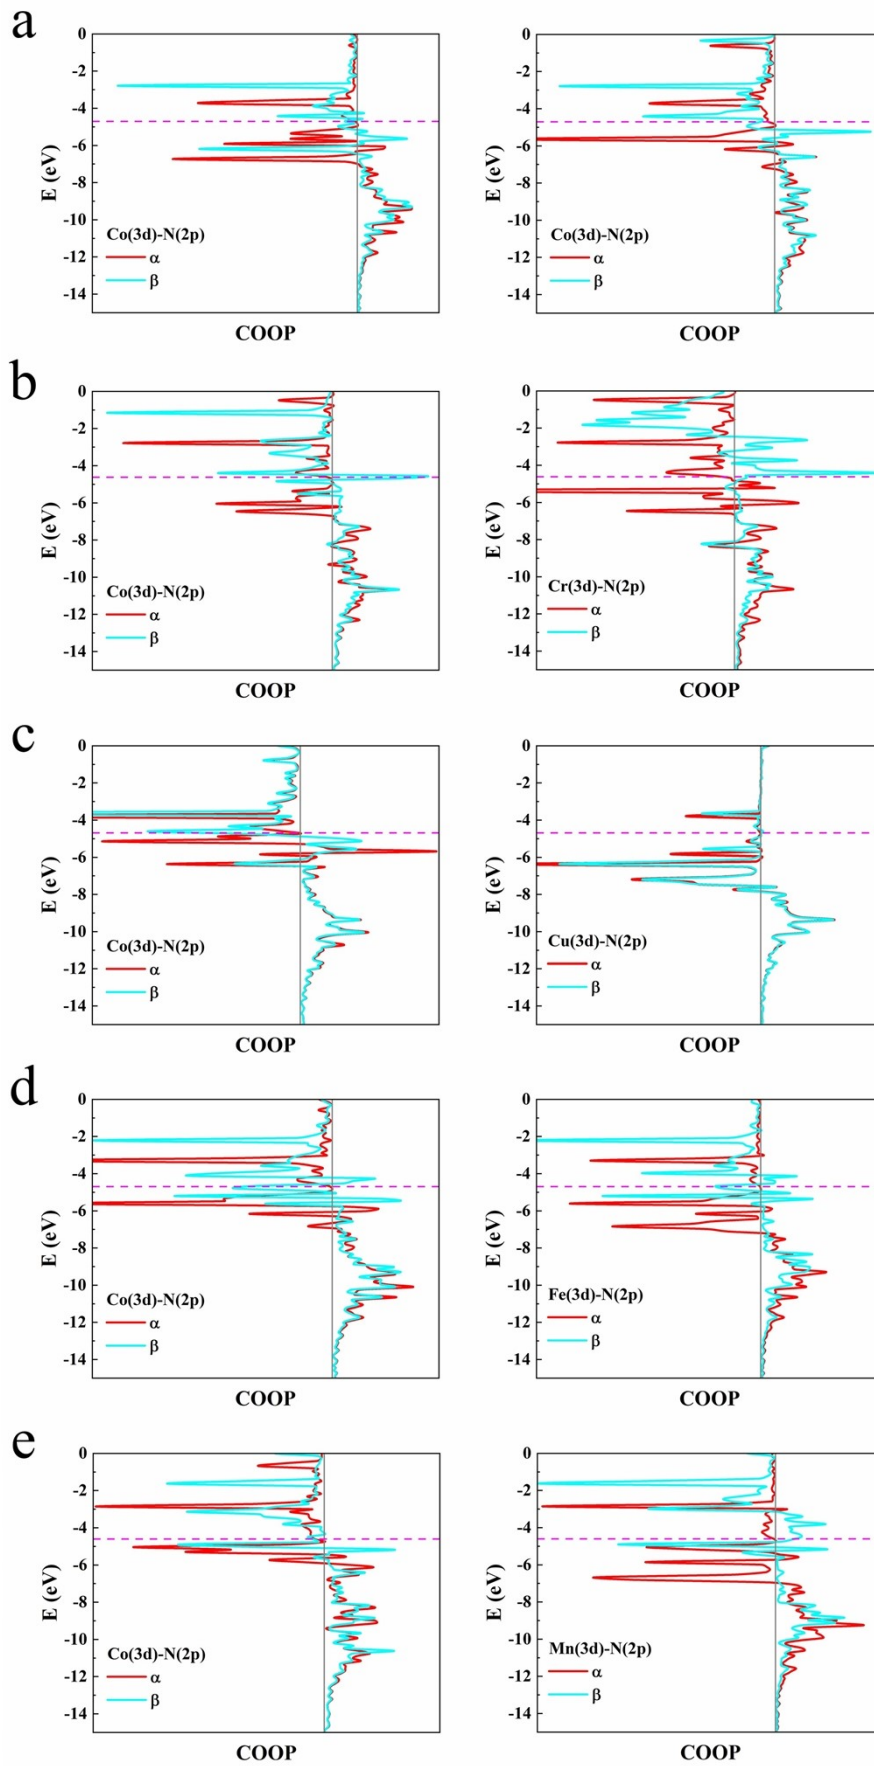 a
0
-2
-4
-6
-8
-10
-12
-14
E (eV)
Co(3d)-N(2p)
α
β
COOP
0
-2
-4
-6
-8
-10
-12
-14
E (eV)
Co(3d)-N(2p)
α
β
COOP
b
0
-2
-4
-6
-8
-10
-12
-14
E (eV)
Co(3d)-N(2p)
α
β
COOP
0
-2
-4
-6
-8
-10
-12
-14
E (eV)
Cr(3d)-N(2p)
α
β
COOP
c
0
-2
-4
-6
-8
-10
-12
-14
E (eV)
Co(3d)-N(2p)
α
β
COOP
0
-2
-4
-6
-8
-10
-12
-14
E (eV)
Cu(3d)-N(2p)
α
β
COOP
d
0
-2
-4
-6
-8
-10
-12
-14
E (eV)
Co(3d)-N(2p)
α
β
COOP
0
-2
-4
-6
-8
-10
-12
-14
E (eV)
Fe(3d)-N(2p)
α
β
COOP
e
0
-2
-4
-6
-8
-10
-12
-14
E (eV)
Co(3d)-N(2p)
α
β
COOP
0
-2
-4
-6
-8
-10
-12
-14
E (eV)
Mn(3d)-N(2p)
α
β
COOP